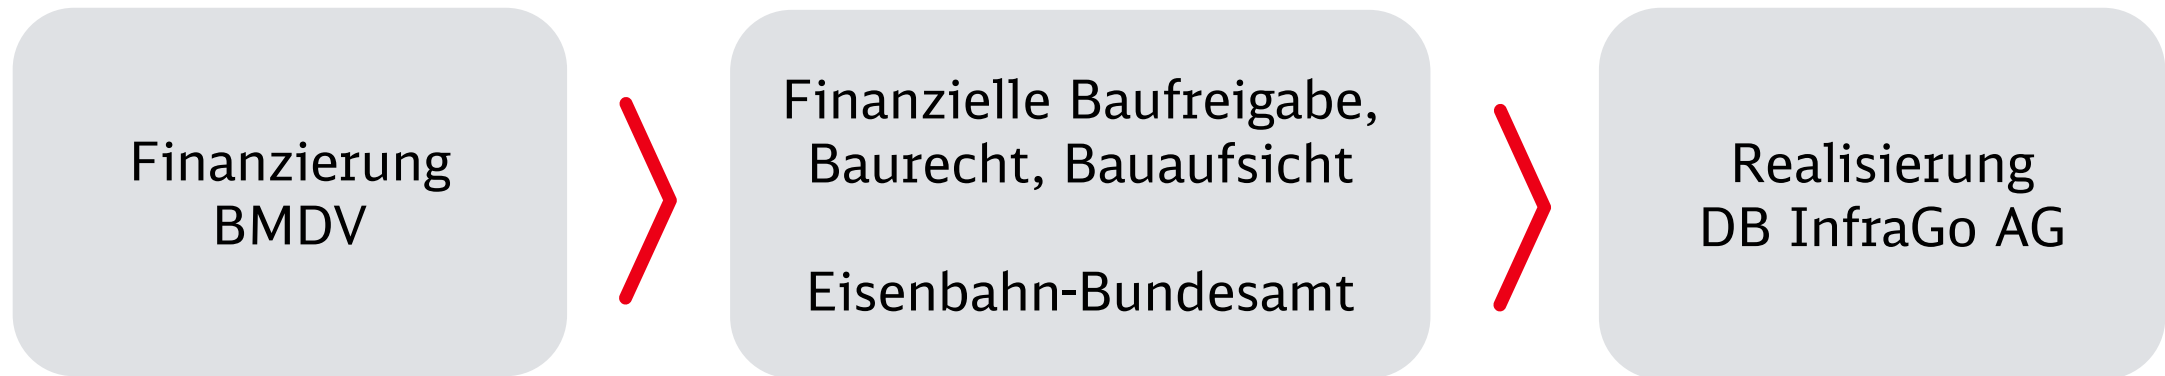 Finanzierung
BMDV
Finanzielle Baufreigabe,
Baurecht, Bauaufsicht
Eisenbahn-Bundesamt
Realisierung
DB InfraGo AG